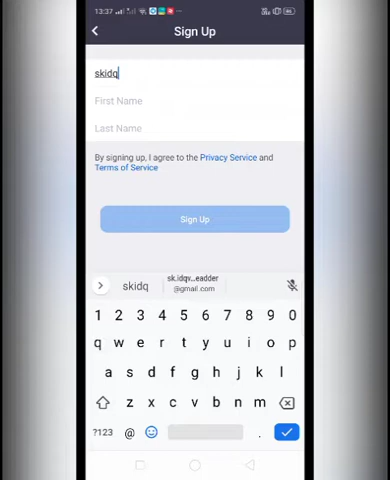 13:37
Sign Up
skidq
First Name
Last Name
By signing up, I agree to the Privacy Service and
Terms of Service
Sign Up
skidq
sk.idqv...eadder
@gmail.com
1 2 3 4 5 6 7 8 9 0
q w e r t y u i o p
a s d f g h j k l
z x c v b n m
?123 @ .